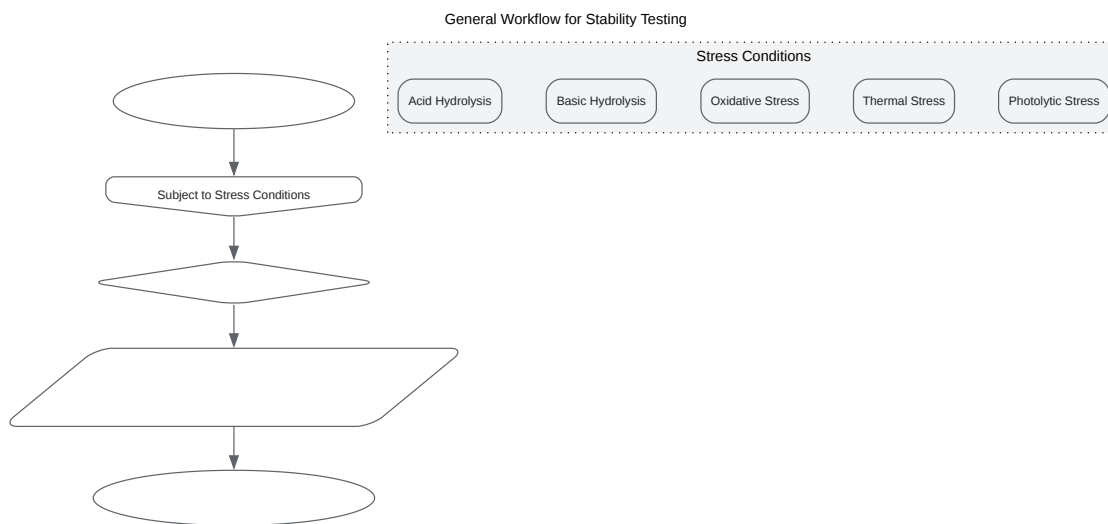 General Workflow for Stability Testing
Stress Conditions
Acid Hydrolysis
Basic Hydrolysis
Oxidative Stress
Thermal Stress
Photolytic Stress
Subject to Stress Conditions